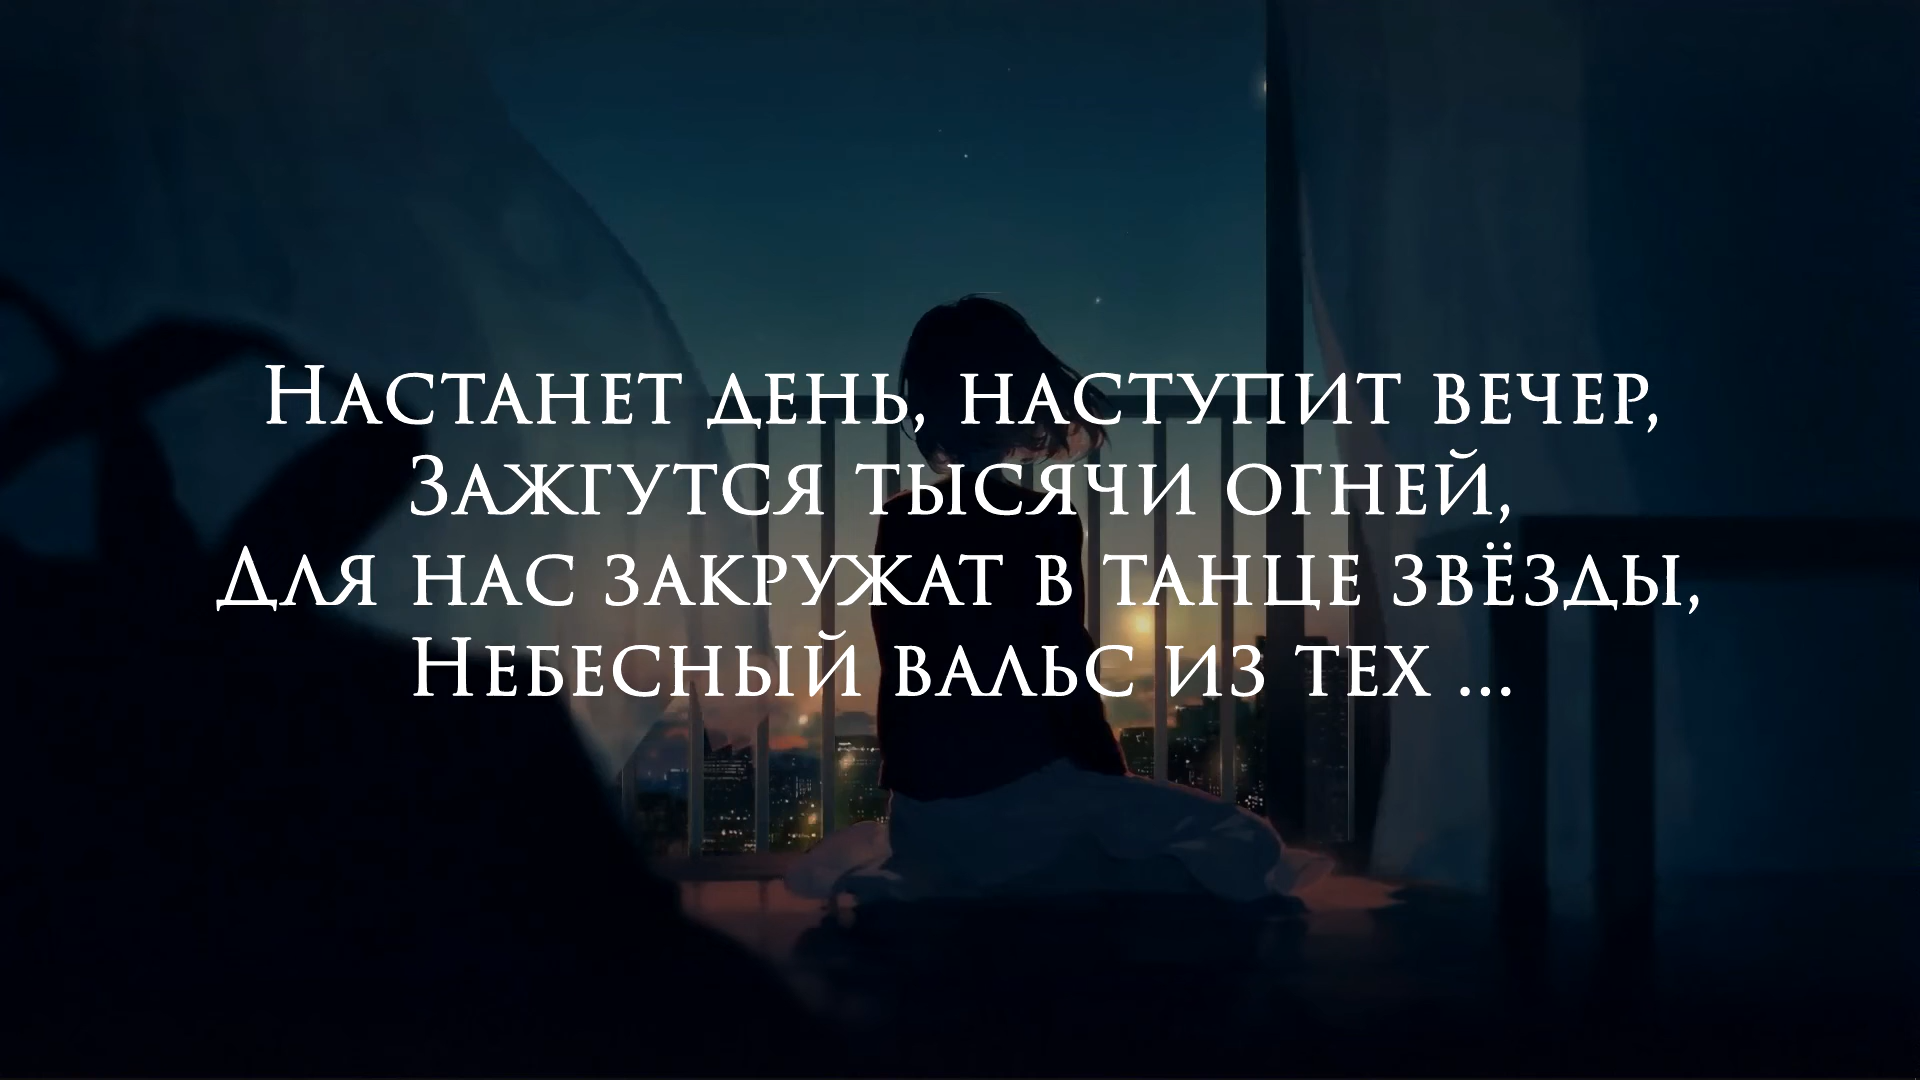 Настанет день, наступит вечер,
Зажгутся тысячи огней,
Для нас закружат в танце звёзды,
Небесный вальс из тех ...